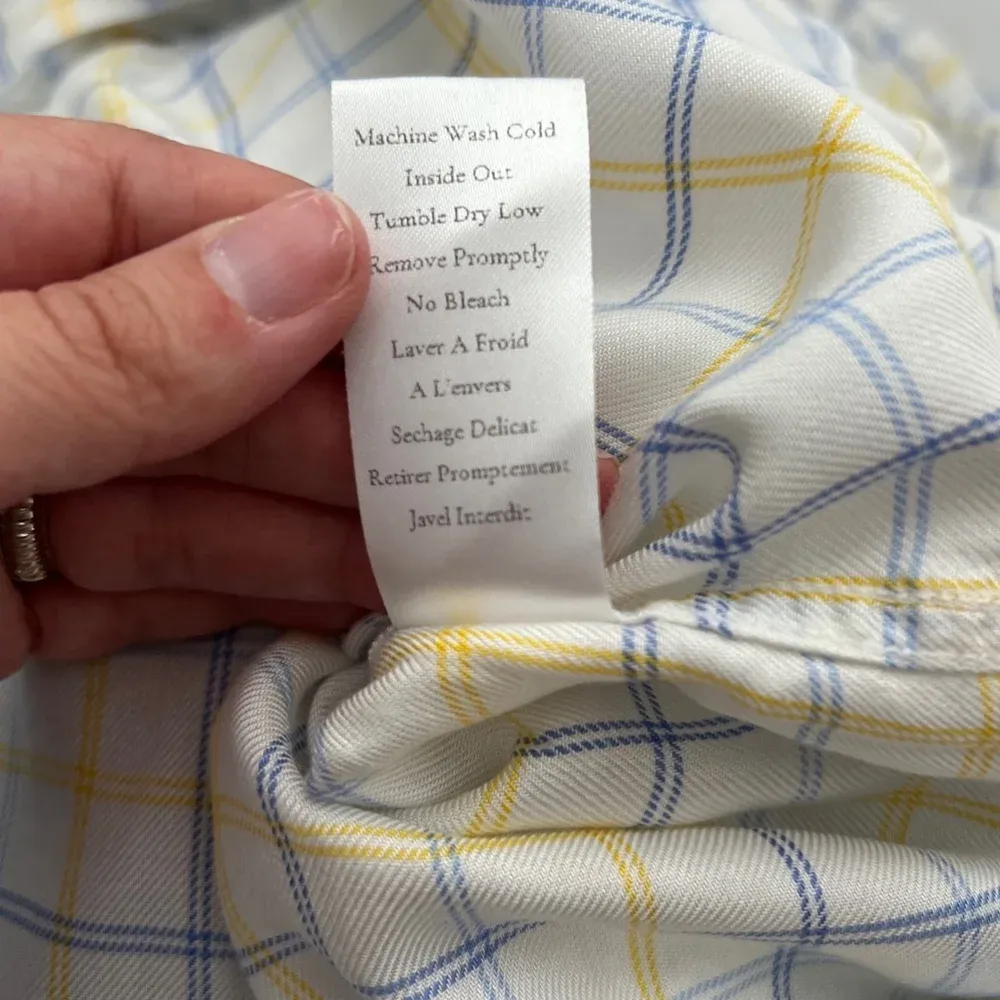 Machine Wash Cold
Inside Out
Tumble Dry Low
Remove Promptly
No Bleach
Laver A Froid
A L'envers
Sechage Delicat
Retirer Promptement
Javel Interdit